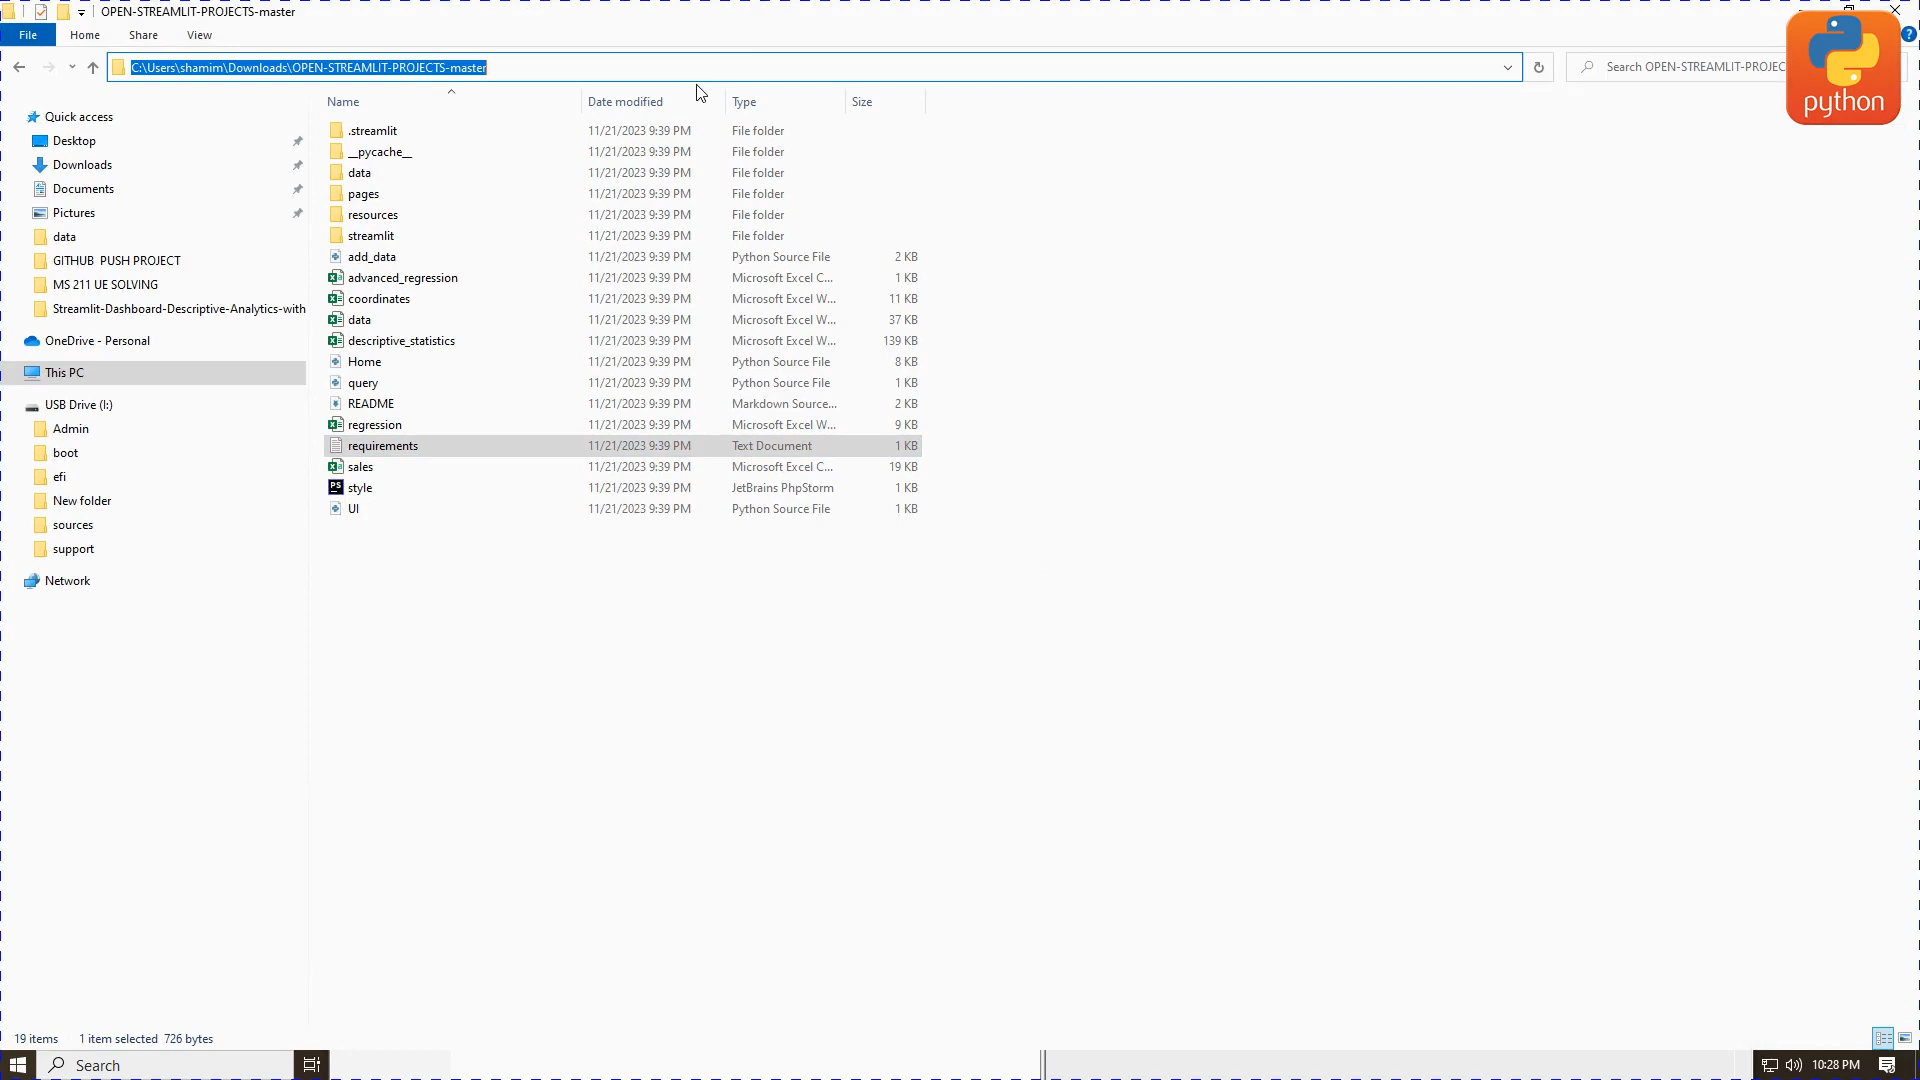 OPEN-STREAMLIT-PROJECTS-master
File Home Share View
C:\Users\shamim\Downloads\OPEN-STREAMLIT-PROJECTS-master
Search OPEN-STREAMLIT-PROJEC
python
Name Date modified Type Size
Quick access
Desktop
Downloads
Documents
Pictures
data
GITHUB PUSH PROJECT
MS 211 UE SOLVING
Streamlit-Dashboard-Descriptive-Analytics-with
OneDrive - Personal
This PC
USB Drive (I:)
Admin
boot
efi
New folder
sources
support
Network
.streamlit 11/21/2023 9:39 PM File folder
__pycache__ 11/21/2023 9:39 PM File folder
data 11/21/2023 9:39 PM File folder
pages 11/21/2023 9:39 PM File folder
resources 11/21/2023 9:39 PM File folder
streamlit 11/21/2023 9:39 PM File folder
add_data 11/21/2023 9:39 PM Python Source File 2 KB
advanced_regression 11/21/2023 9:39 PM Microsoft Excel C... 1 KB
coordinates 11/21/2023 9:39 PM Microsoft Excel W... 11 KB
data 11/21/2023 9:39 PM Microsoft Excel W... 37 KB
descriptive_statistics 11/21/2023 9:39 PM Microsoft Excel W... 139 KB
Home 11/21/2023 9:39 PM Python Source File 8 KB
query 11/21/2023 9:39 PM Python Source File 1 KB
README 11/21/2023 9:39 PM Markdown Source... 2 KB
regression 11/21/2023 9:39 PM Microsoft Excel W... 9 KB
requirements 11/21/2023 9:39 PM Text Document 1 KB
sales 11/21/2023 9:39 PM Microsoft Excel C... 19 KB
style 11/21/2023 9:39 PM JetBrains PhpStorm 1 KB
UI 11/21/2023 9:39 PM Python Source File 1 KB
19 items 1 item selected 726 bytes
Search
10:28 PM